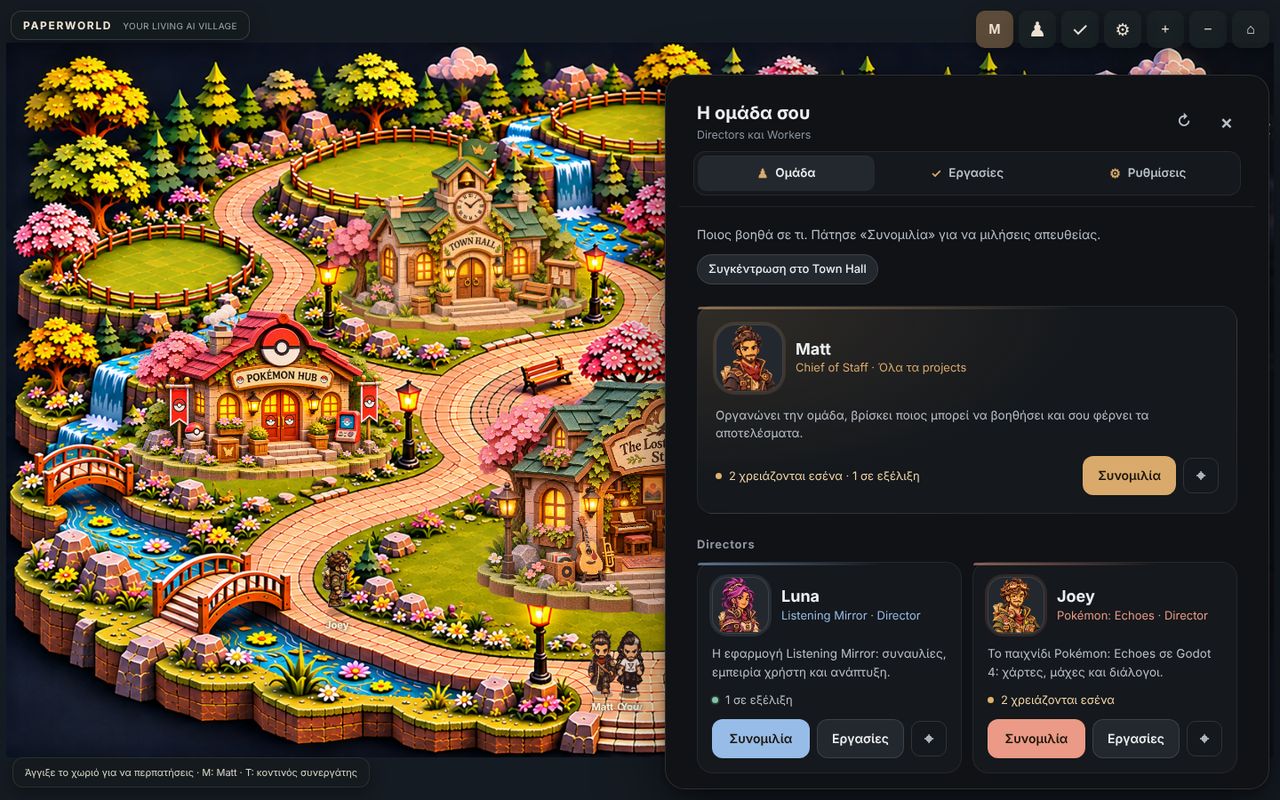 PAPERWORLD YOUR LIVING AI VILLAGE
M
Η ομάδα σου
Directors και Workers
Ομάδα
Εργασίες
Ρυθμίσεις
Ποιος βοηθά σε τι. Πάτησε «Συνομιλία» για να μιλήσεις απευθείας.
Συγκέντρωση στο Town Hall
Matt
Chief of Staff · Όλα τα projects
Οργανώνει την ομάδα, βρίσκει ποιος μπορεί να βοηθήσει και σου φέρνει τα
αποτελέσματα.
2 χρειάζονται εσένα · 1 σε εξέλιξη
Συνομιλία
Directors
Luna
Listening Mirror · Director
Η εφαρμογή Listening Mirror: συναυλίες,
εμπειρία χρήστη και ανάπτυξη.
1 σε εξέλιξη
Συνομιλία
Εργασίες
Joey
Pokémon: Echoes · Director
Το παιχνίδι Pokémon: Echoes σε Godot
4: χάρτες, μάχες και διάλογοι.
2 χρειάζονται εσένα
Συνομιλία
Εργασίες
TOWN HALL
POKÉMON HUB
The Lost
Joey
Matt
You
Άγγιξε το χωριό για να περπατήσεις · M: Matt · T: κοντινός συνεργάτης